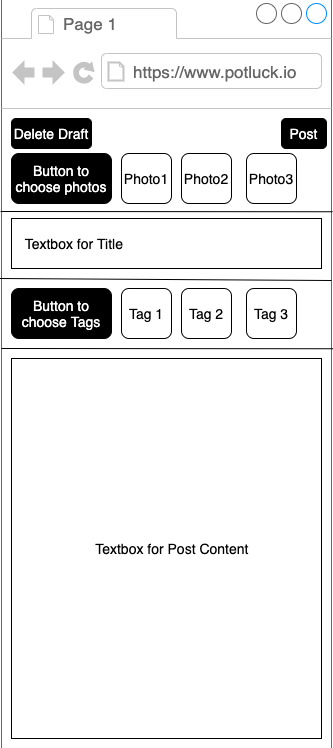 Page 1
https://www.potluck.io
Delete Draft
Post
Button to
choose photos
Photo1
Photo2
Photo3
Textbox for Title
Button to
choose Tags
Tag 1
Tag 2
Tag 3
Textbox for Post Content